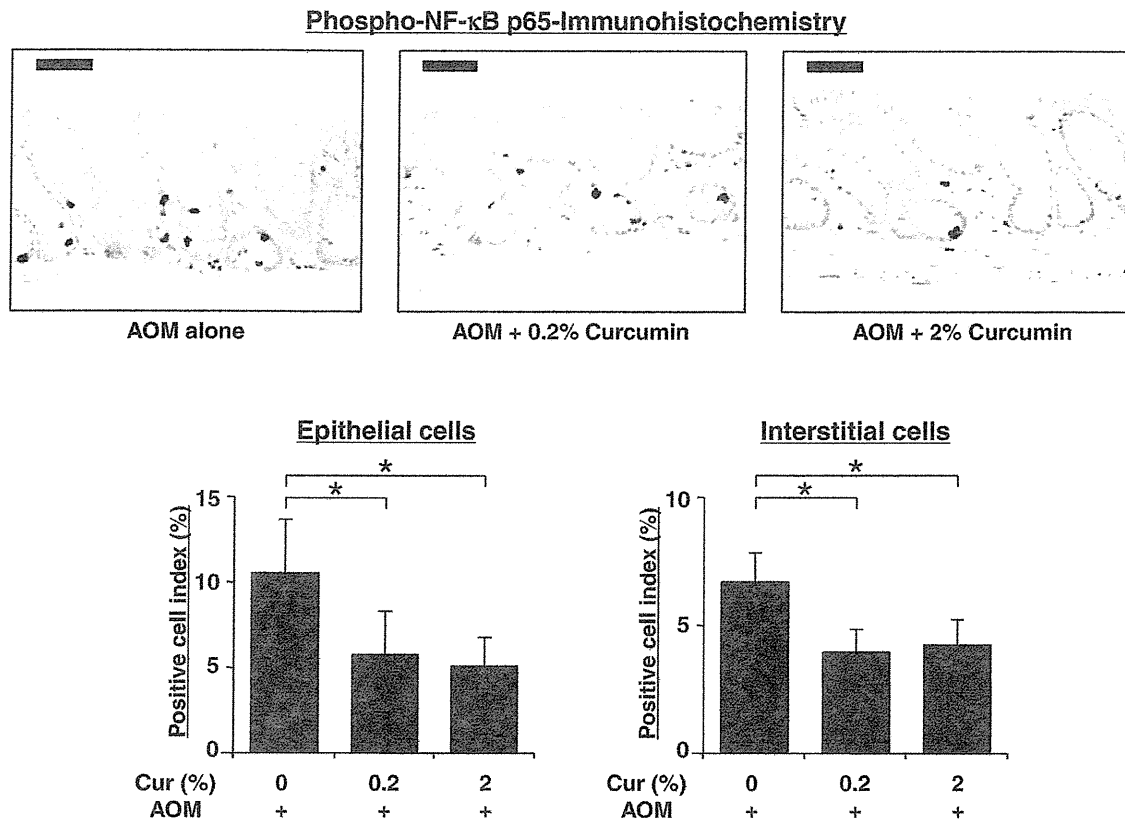 Phospho-NF-κB p65-Immunohistochemistry
AOM alone
AOM + 0.2% Curcumin
AOM + 2% Curcumin
Epithelial cells
*
*
15
10
5
0
Positive cell index (%)
Cur (%) 0 0.2 2
AOM + + +
Interstitial cells
*
*
10
5
0
Positive cell index (%)
0 0.2 2
+ + +